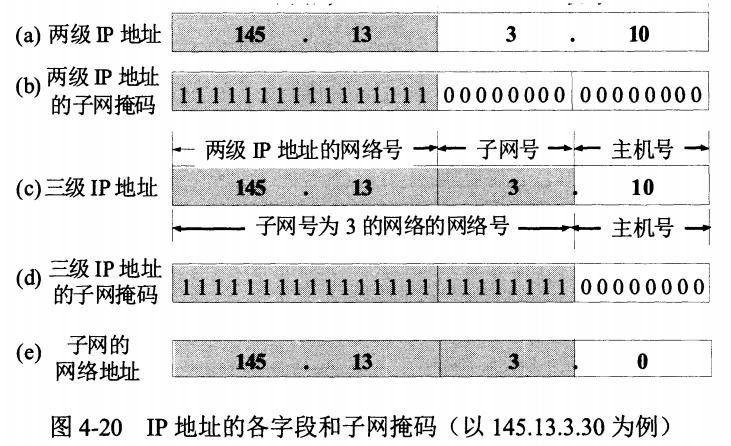 (a) 两级 IP 地址 145 . 13 3 . 10
(b) 两级 IP 地址
的子网掩码 1111111111111111 00000000 00000000
两级 IP 地址的网络号 子网号 主机号
(c) 三级 IP 地址 145 . 13 3 . 10
子网号为 3 的网络的网络号 主机号
(d) 三级 IP 地址
的子网掩码 1111111111111111 11111111 00000000
(e) 子网的
网络地址 145 . 13 3 . 0
图 4-20 IP 地址的各字段和子网掩码（以 145.13.3.30 为例）